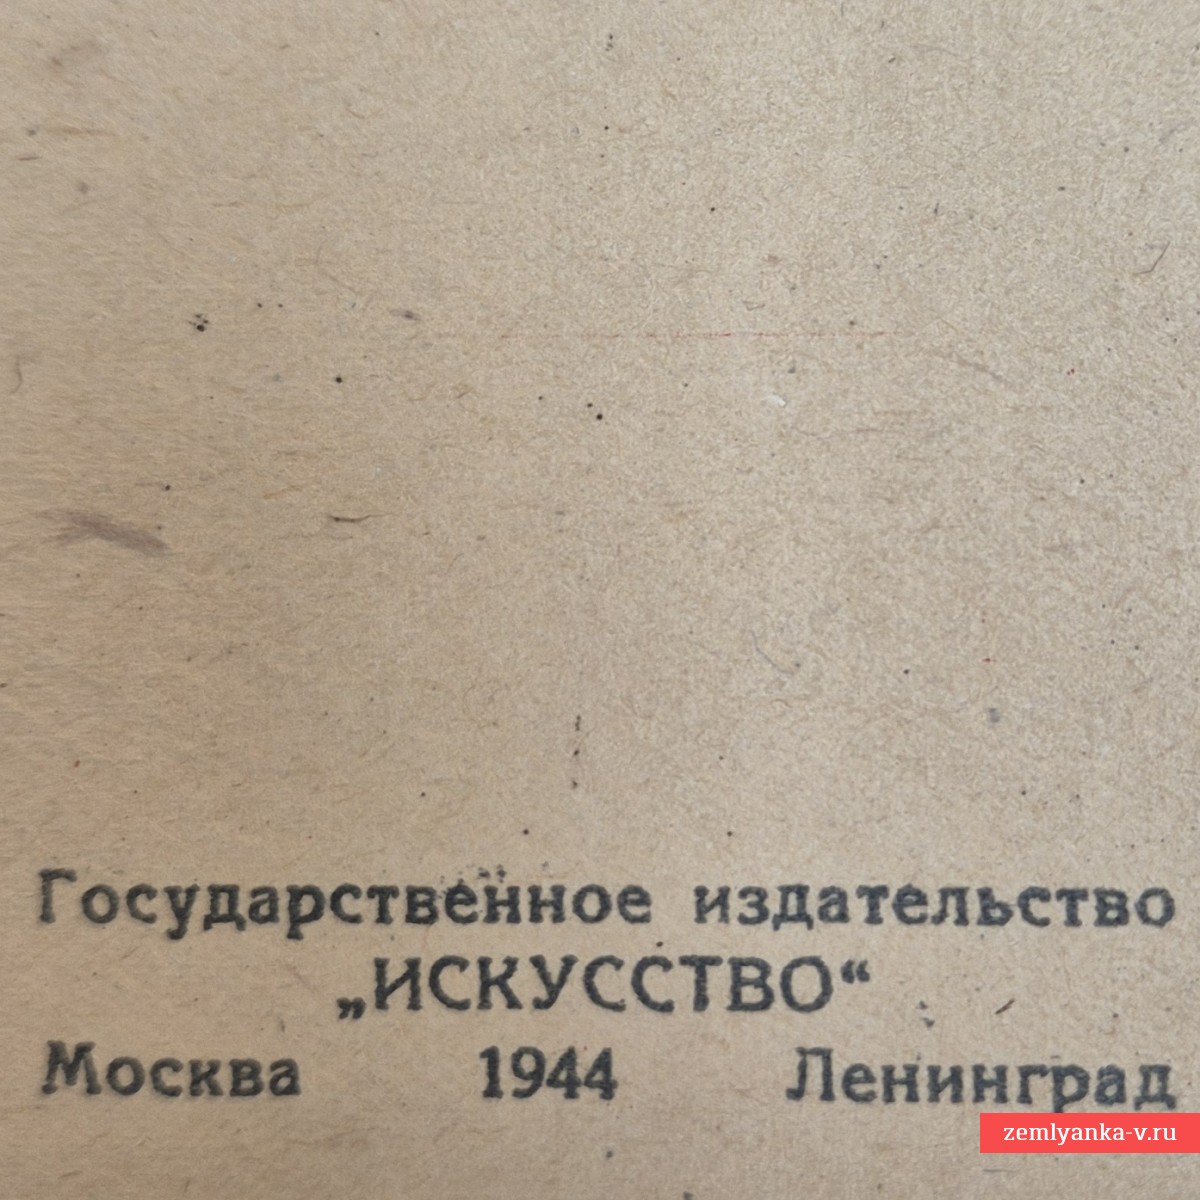 Государственное издательство
„ИСКУССТВО“
Москва 1944 Ленинград
zemlyanka-v.ru